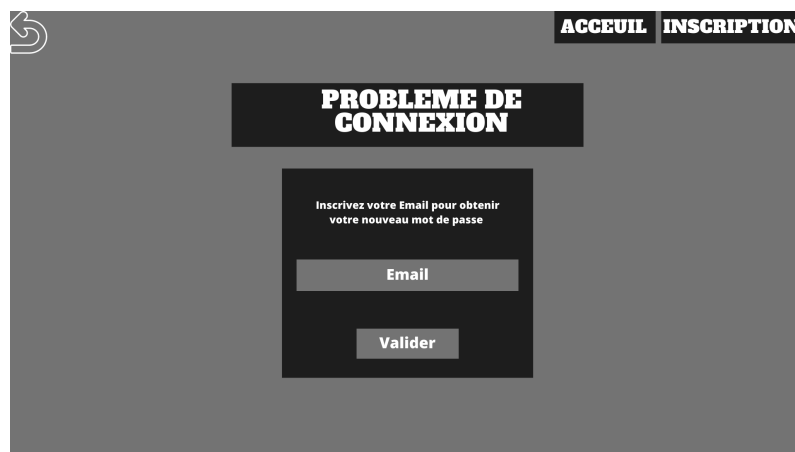 ACCEUIL INSCRIPTION
PROBLEME DE
CONNEXION
Inscrivez votre Email pour obtenir
votre nouveau mot de passe
Email
Valider